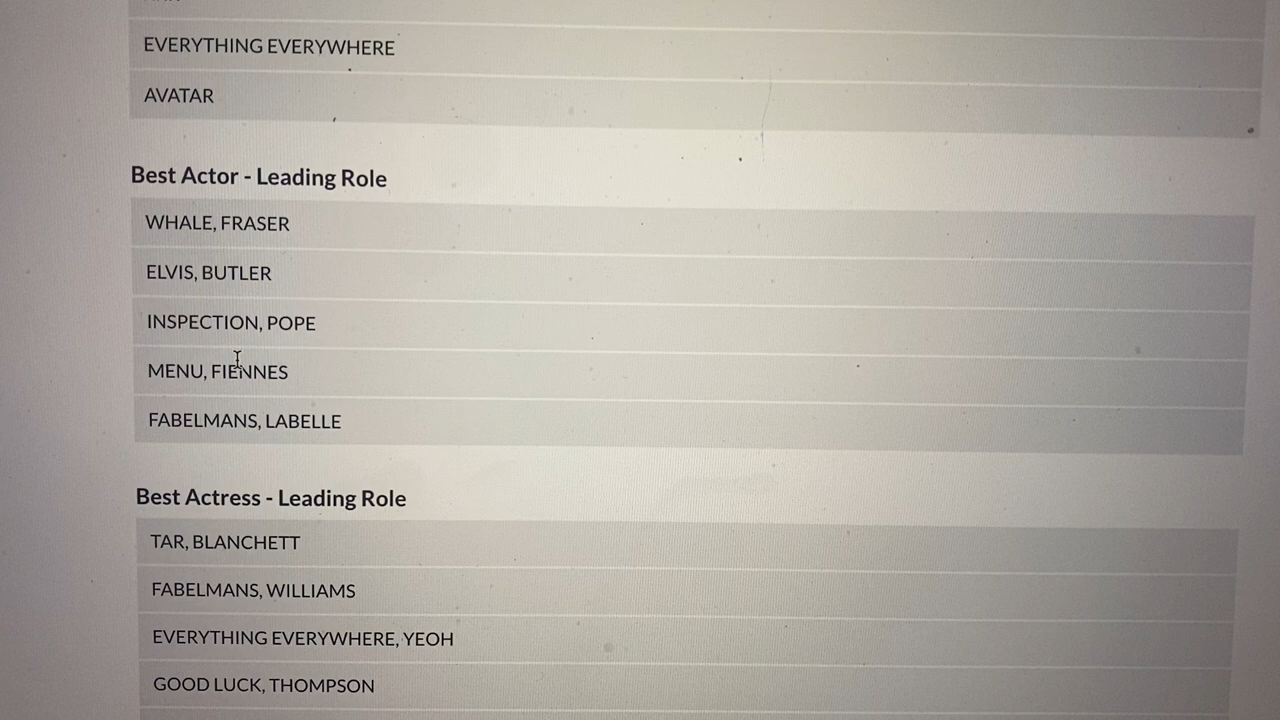 EVERYTHING EVERYWHERE
AVATAR
Best Actor - Leading Role
WHALE, FRASER
ELVIS, BUTLER
INSPECTION, POPE
MENU, FIENNES
FABELMANS, LABELLE
Best Actress - Leading Role
TAR, BLANCHETT
FABELMANS, WILLIAMS
EVERYTHING EVERYWHERE, YEOH
GOOD LUCK, THOMPSON